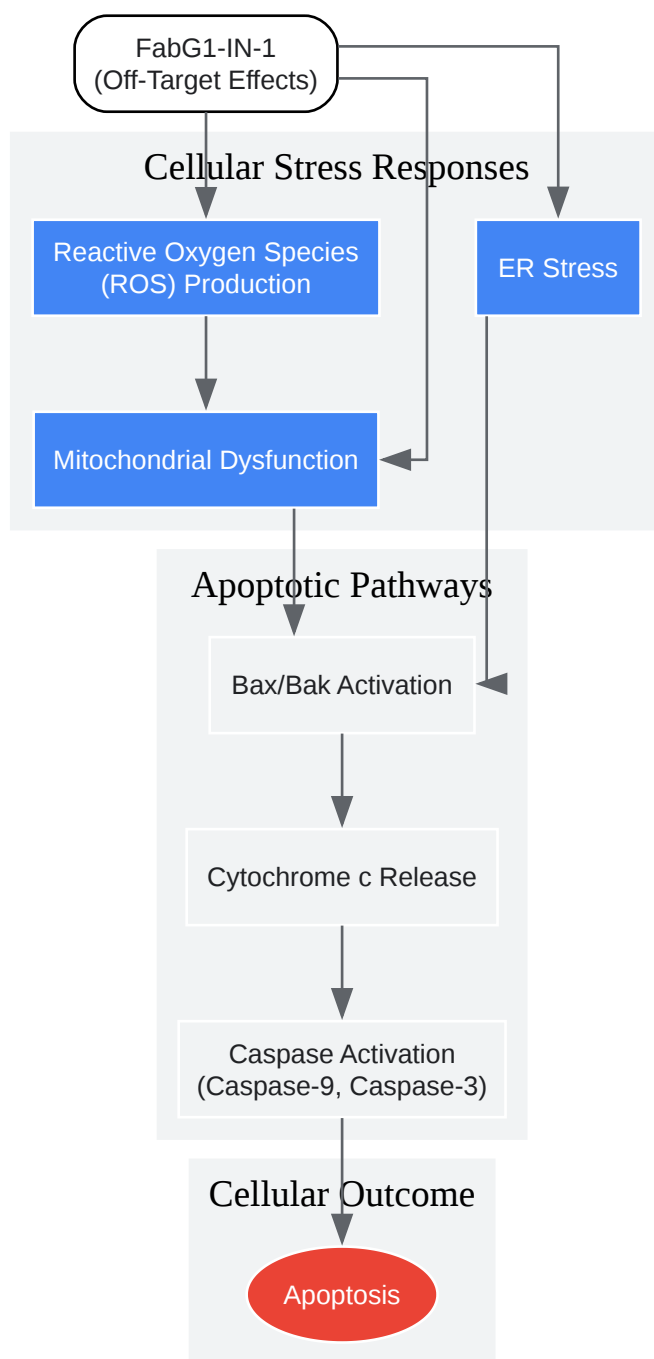 FabG1-IN-1
(Off-Target Effects)
Cellular Stress Responses
Reactive Oxygen Species
(ROS) Production
ER Stress
Mitochondrial Dysfunction
Apoptotic Pathways
Bax/Bak Activation
Cytochrome c Release
Caspase Activation
(Caspase-9, Caspase-3)
Cellular Outcome
Apoptosis